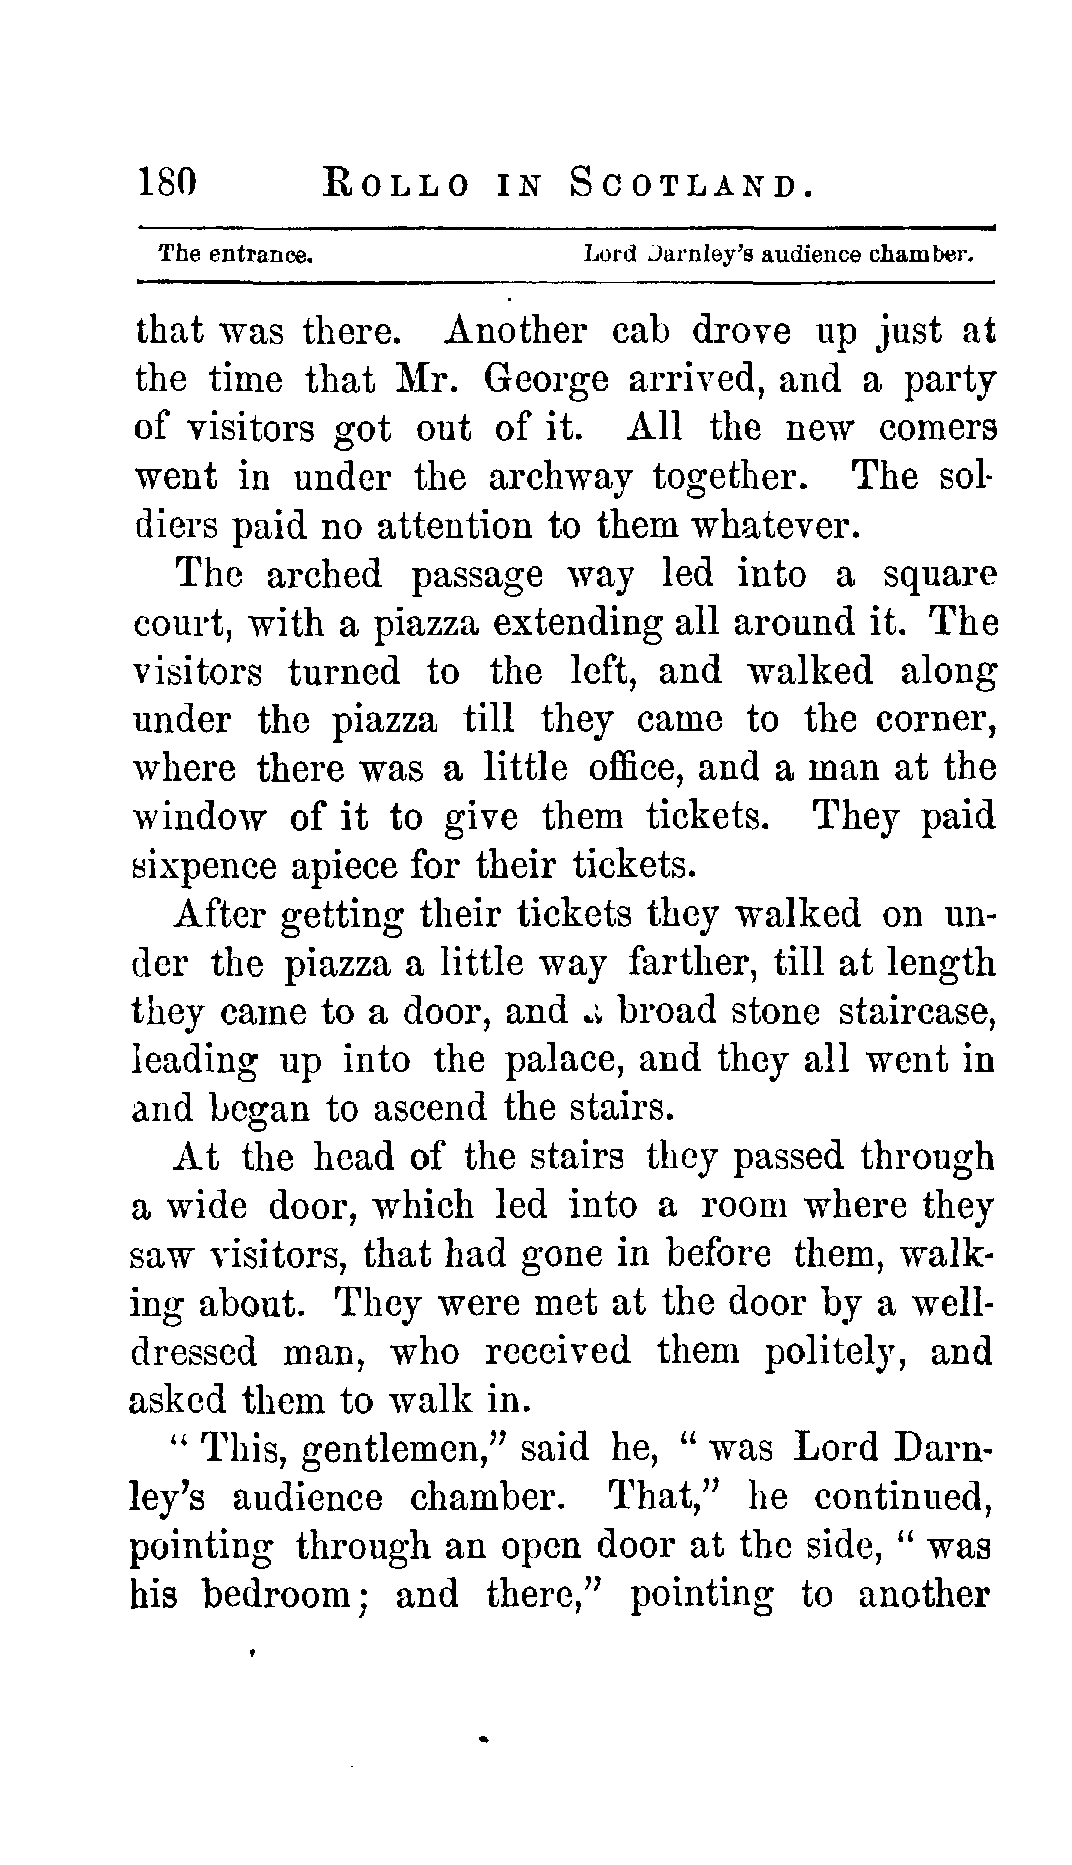 180 ROLLO IN SCOTLAND.
The entrance. Lord Darnley's audience chamber.
that was there. Another cab drove up just at
the time that Mr. George arrived, and a party
of visitors got out of it. All the new comers
went in under the archway together. The sol-
diers paid no attention to them whatever.
The arched passage way led into a square
court, with a piazza extending all around it. The
visitors turned to the left, and walked along
under the piazza till they came to the corner,
where there was a little office, and a man at the
window of it to give them tickets. They paid
sixpence apiece for their tickets.
After getting their tickets they walked on un-
der the piazza a little way farther, till at length
they came to a door, and a broad stone staircase,
leading up into the palace, and they all went in
and began to ascend the stairs.
At the head of the stairs they passed through
a wide door, which led into a room where they
saw visitors, that had gone in before them, walk-
ing about. They were met at the door by a well-
dressed man, who received them politely, and
asked them to walk in.
“ This, gentlemen,” said he, “ was Lord Darn-
ley's audience chamber. That,” he continued,
pointing through an open door at the side, “ was
his bedroom; and there,” pointing to another